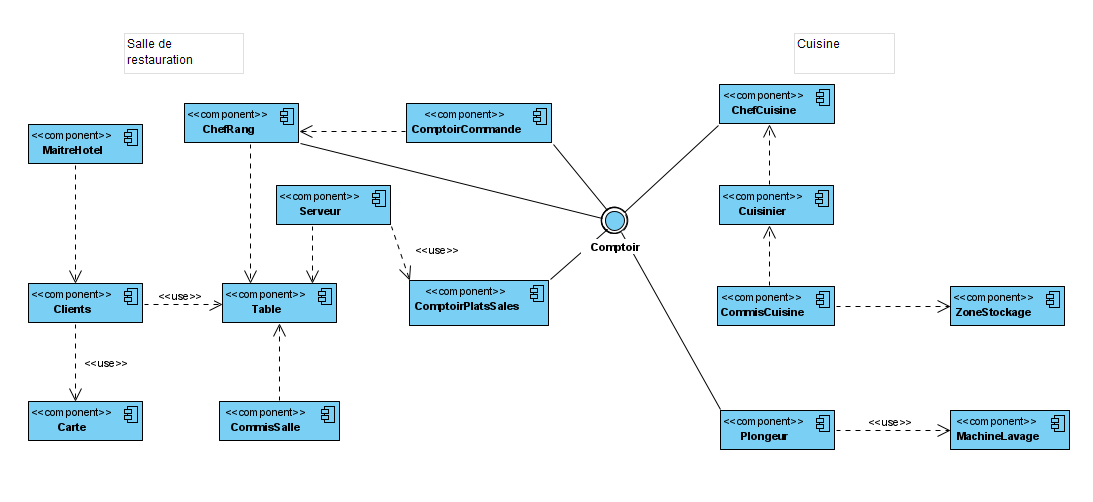 Salle de
restauration
Cuisine
<<component>>
ChefCuisine
<<component>>
ChefRang
<<component>>
ComptoirCommande
<<component>>
MaitreHotel
<<component>>
Serveur
<<component>>
Cuisinier
Comptoir
<<use>>
<<component>>
Clients
<<use>>
<<component>>
Table
<<component>>
ComptoirPlatsSales
<<component>>
CommisCuisine
<<component>>
ZoneStockage
<<use>>
<<component>>
Carte
<<component>>
CommisSalle
<<component>>
Plongeur
<<use>>
<<component>>
MachineLavage